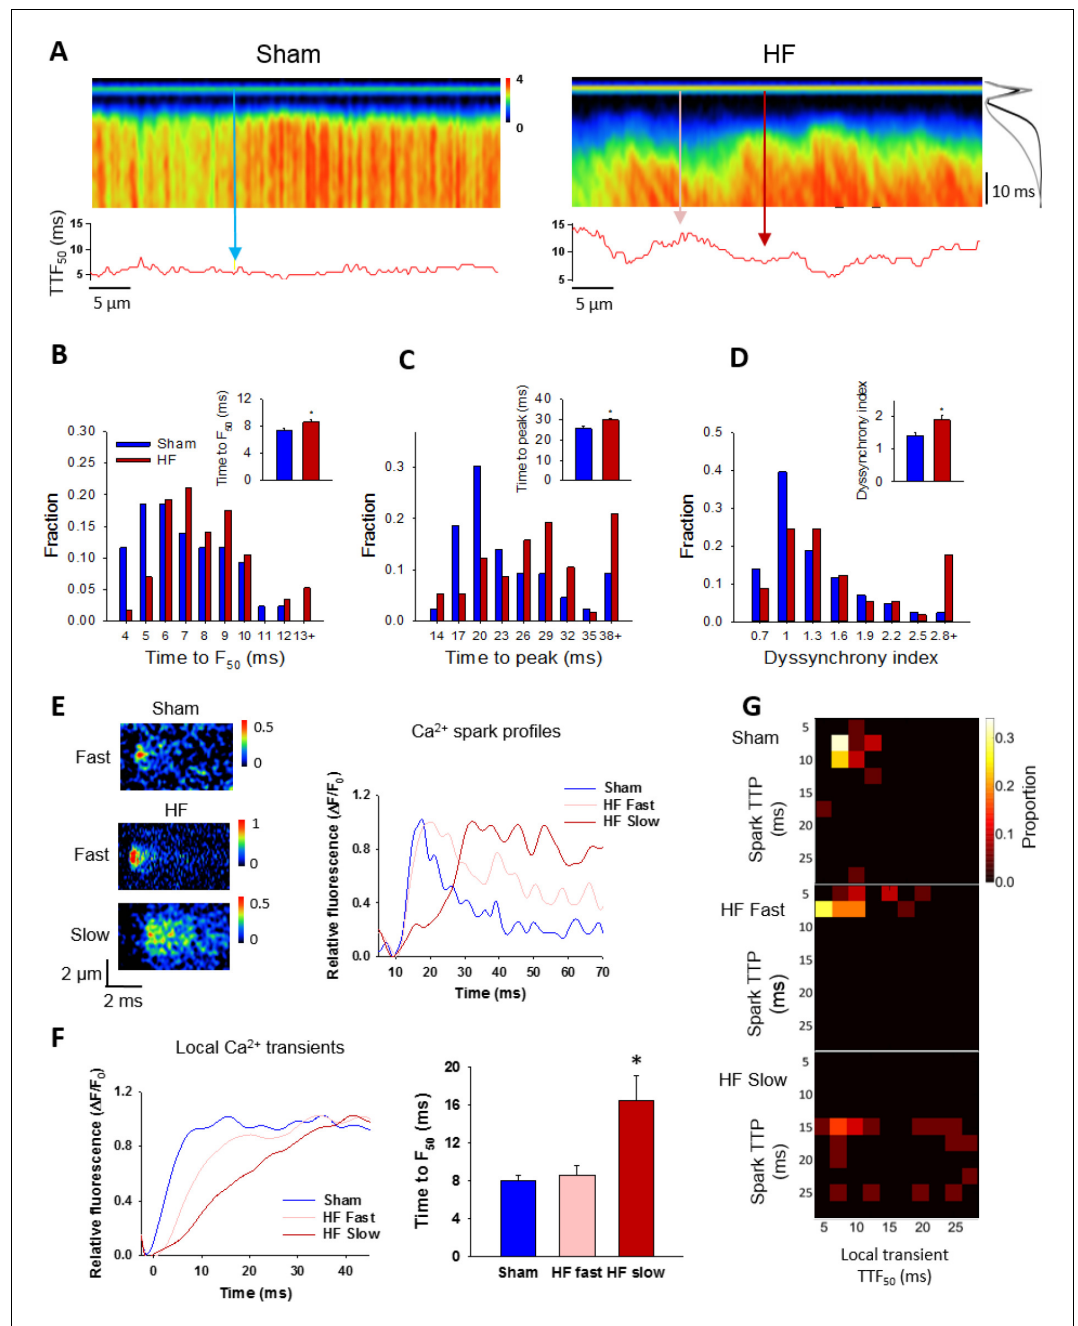 A
Sham
HF
4
0
10 ms
TTF50 (ms)
15
10
5
5 µm
15
10
5
5 µm
B
C
D
Time to F50 (ms)
12
8
4
0
*
Sham
HF
Fraction
0.30
0.25
0.20
0.15
0.10
0.05
0.00
4 5 6 7 8 9 10 11 12 13+
Time to F50 (ms)
Time to peak (ms)
40
30
20
10
0
*
Fraction
0.3
0.2
0.1
0.0
14 17 20 23 26 29 32 35 38+
Time to peak (ms)
Dyssynchrony index
2
1
0
*
Fraction
0.5
0.4
0.3
0.2
0.1
0.0
0.7 1 1.3 1.6 1.9 2.2 2.5 2.8+
Dyssynchrony index
E
Sham
Fast
0.5
0
HF
Fast
1
0
Slow
0.5
0
2 µm
2 ms
Ca2+ spark profiles
Relative fluorescence (ΔF/F0)
1.2
0.8
0.4
0.0
Sham
HF Fast
HF Slow
10 20 30 40 50 60 70
Time (ms)
F
Local Ca2+ transients
Relative fluorescence (ΔF/F0)
1.2
0.8
0.4
0.0
Sham
HF Fast
HF Slow
0 10 20 30 40
Time (ms)
Time to F50 (ms)
20
16
12
8
4
0
*
Sham HF fast HF slow
G
Sham
Spark TTP
(ms)
5
10
15
20
25
HF Fast
Spark TTP
(ms)
5
10
15
20
25
HF Slow
Spark TTP
(ms)
5
10
15
20
25
5 10 15 20 25
Local transient
TTF50 (ms)
0.3
0.2
0.1
0.0
Proportion